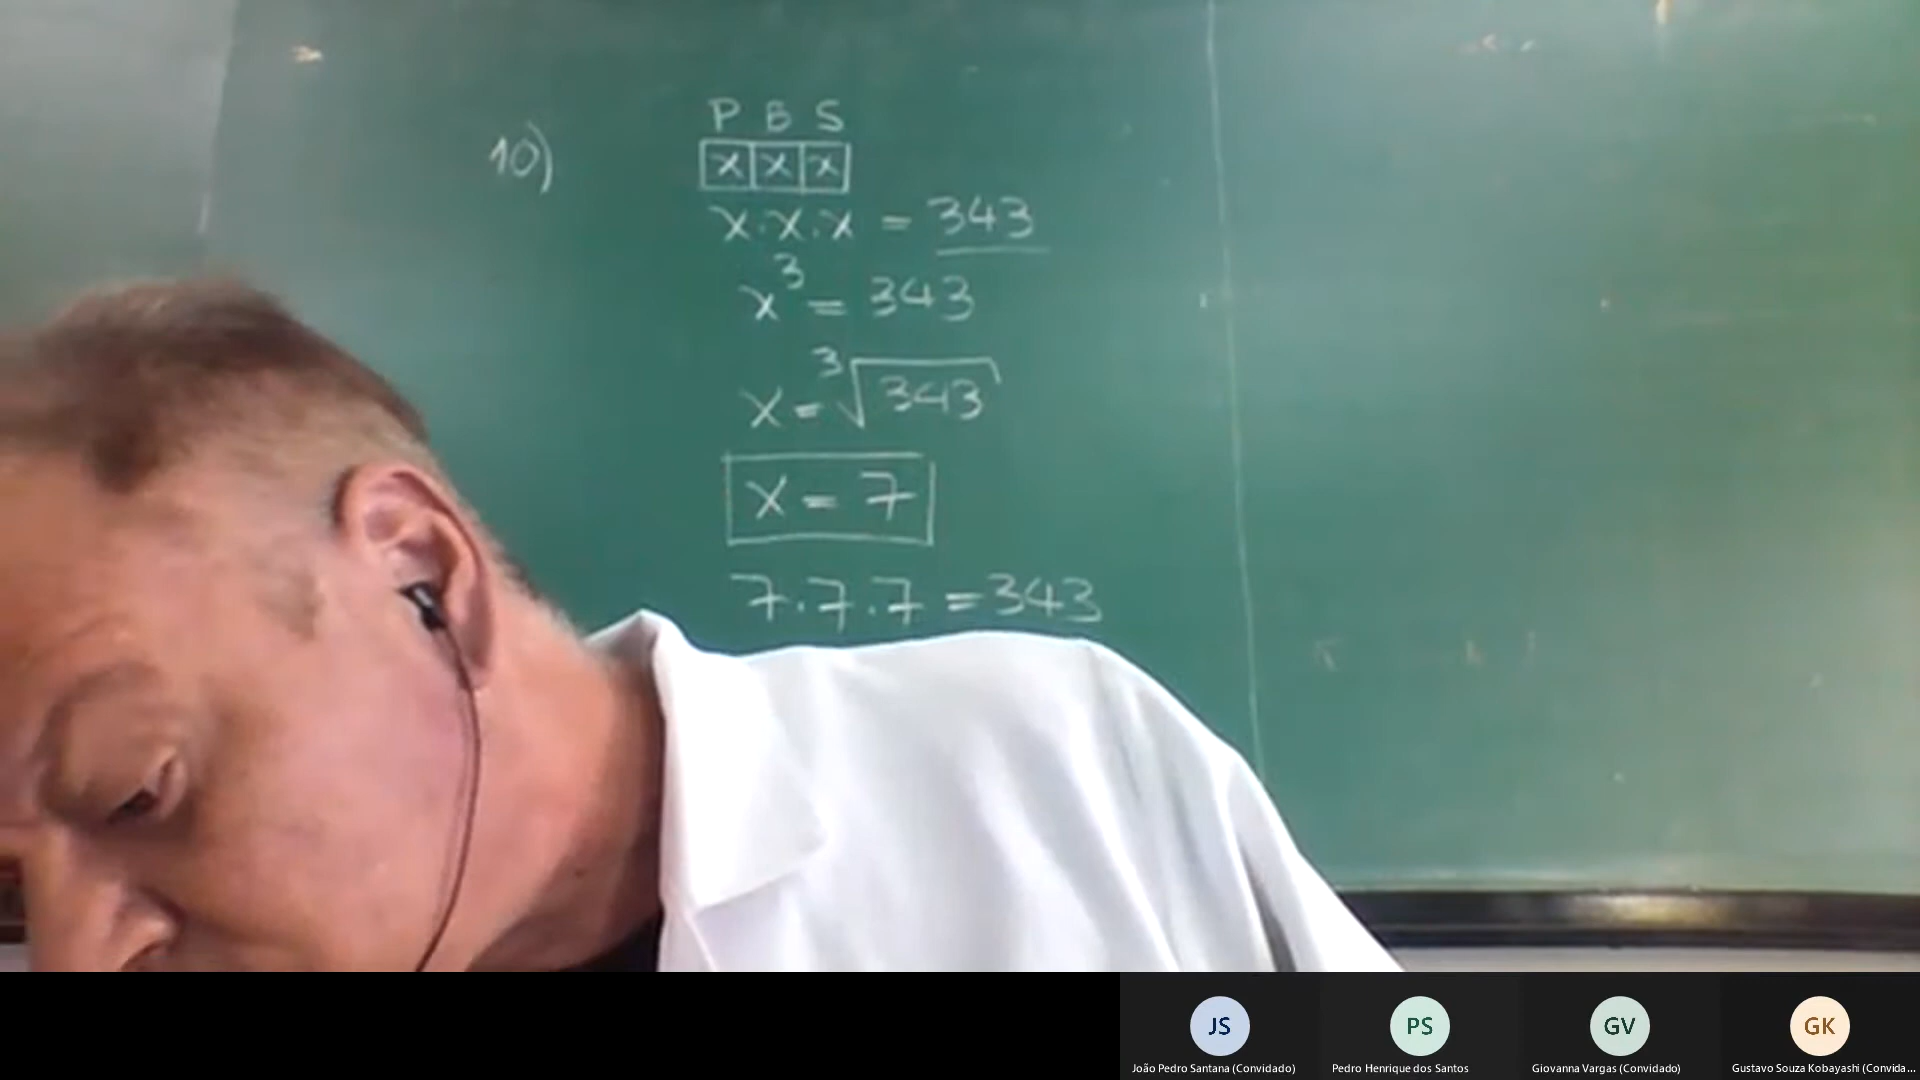 10)
P B S
x x x
x.x.x = 343
x³ = 343
x = ³√343
x = 7
7.7.7 = 343
JS PS GV GK
João Pedro Santana (Convidado) Pedro Henrique dos Santos Giovanna Vargas (Convidado) Gustavo Souza Kobayashi (Convida...